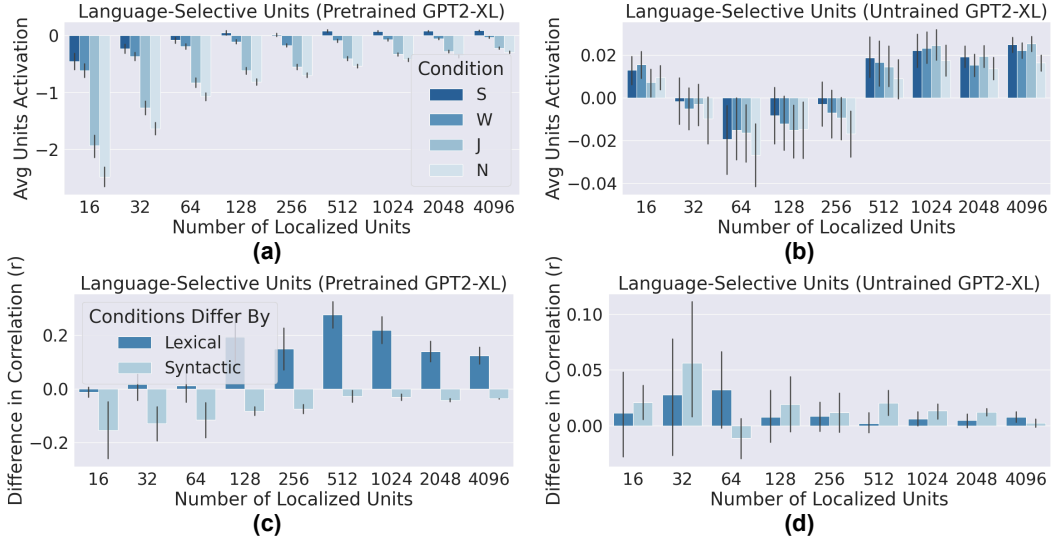 Language-Selective Units (Pretrained GPT2-XL)
Avg Units Activation
0
−1
−2
Condition
S
W
J
N
16 32 64 128 256 512 1024 2048 4096
Number of Localized Units
(a)
Language-Selective Units (Untrained GPT2-XL)
Avg Units Activation
0.02
0.00
−0.02
−0.04
16 32 64 128 256 512 1024 2048 4096
Number of Localized Units
(b)
Language-Selective Units (Pretrained GPT2-XL)
Difference in Correlation (r)
0.2
0.0
−0.2
Conditions Differ By
Lexical
Syntactic
16 32 64 128 256 512 1024 2048 4096
Number of Localized Units
(c)
Language-Selective Units (Untrained GPT2-XL)
Difference in Correlation (r)
0.10
0.05
0.00
16 32 64 128 256 512 1024 2048 4096
Number of Localized Units
(d)